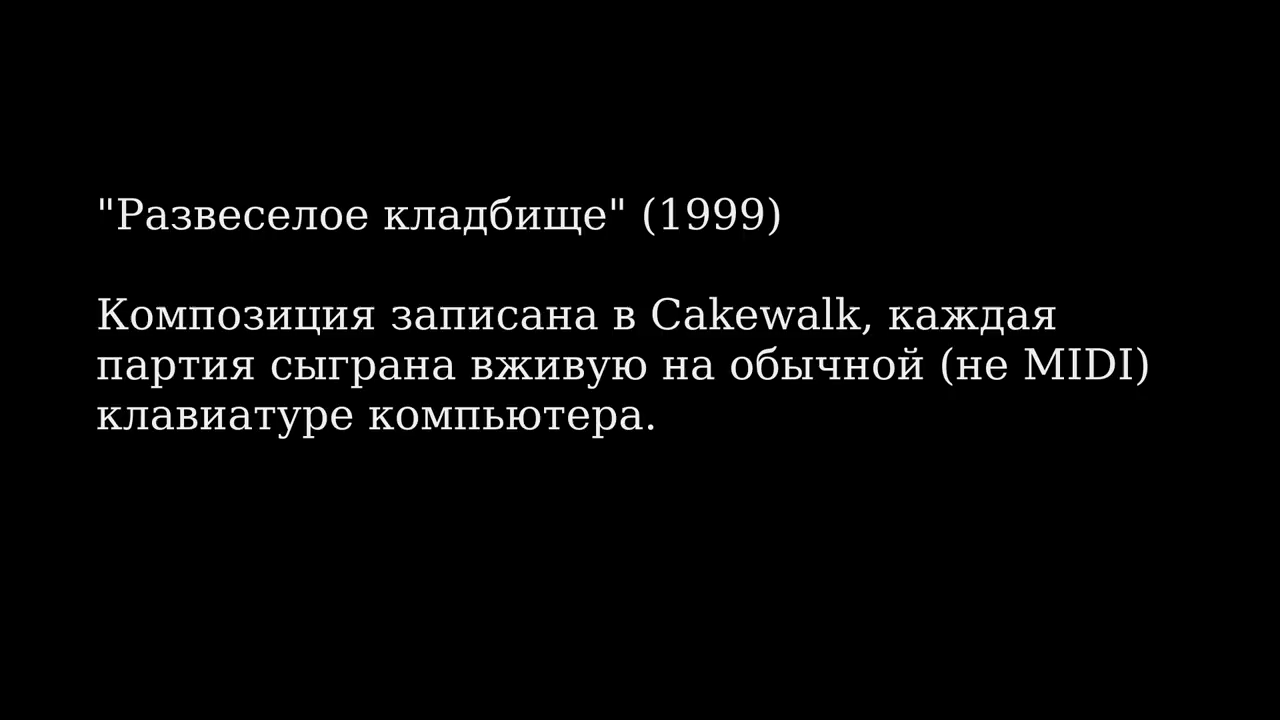 "Развеселое кладбище" (1999)
Композиция записана в Cakewalk, каждая
партия сыграна вживую на обычной (не MIDI)
клавиатуре компьютера.